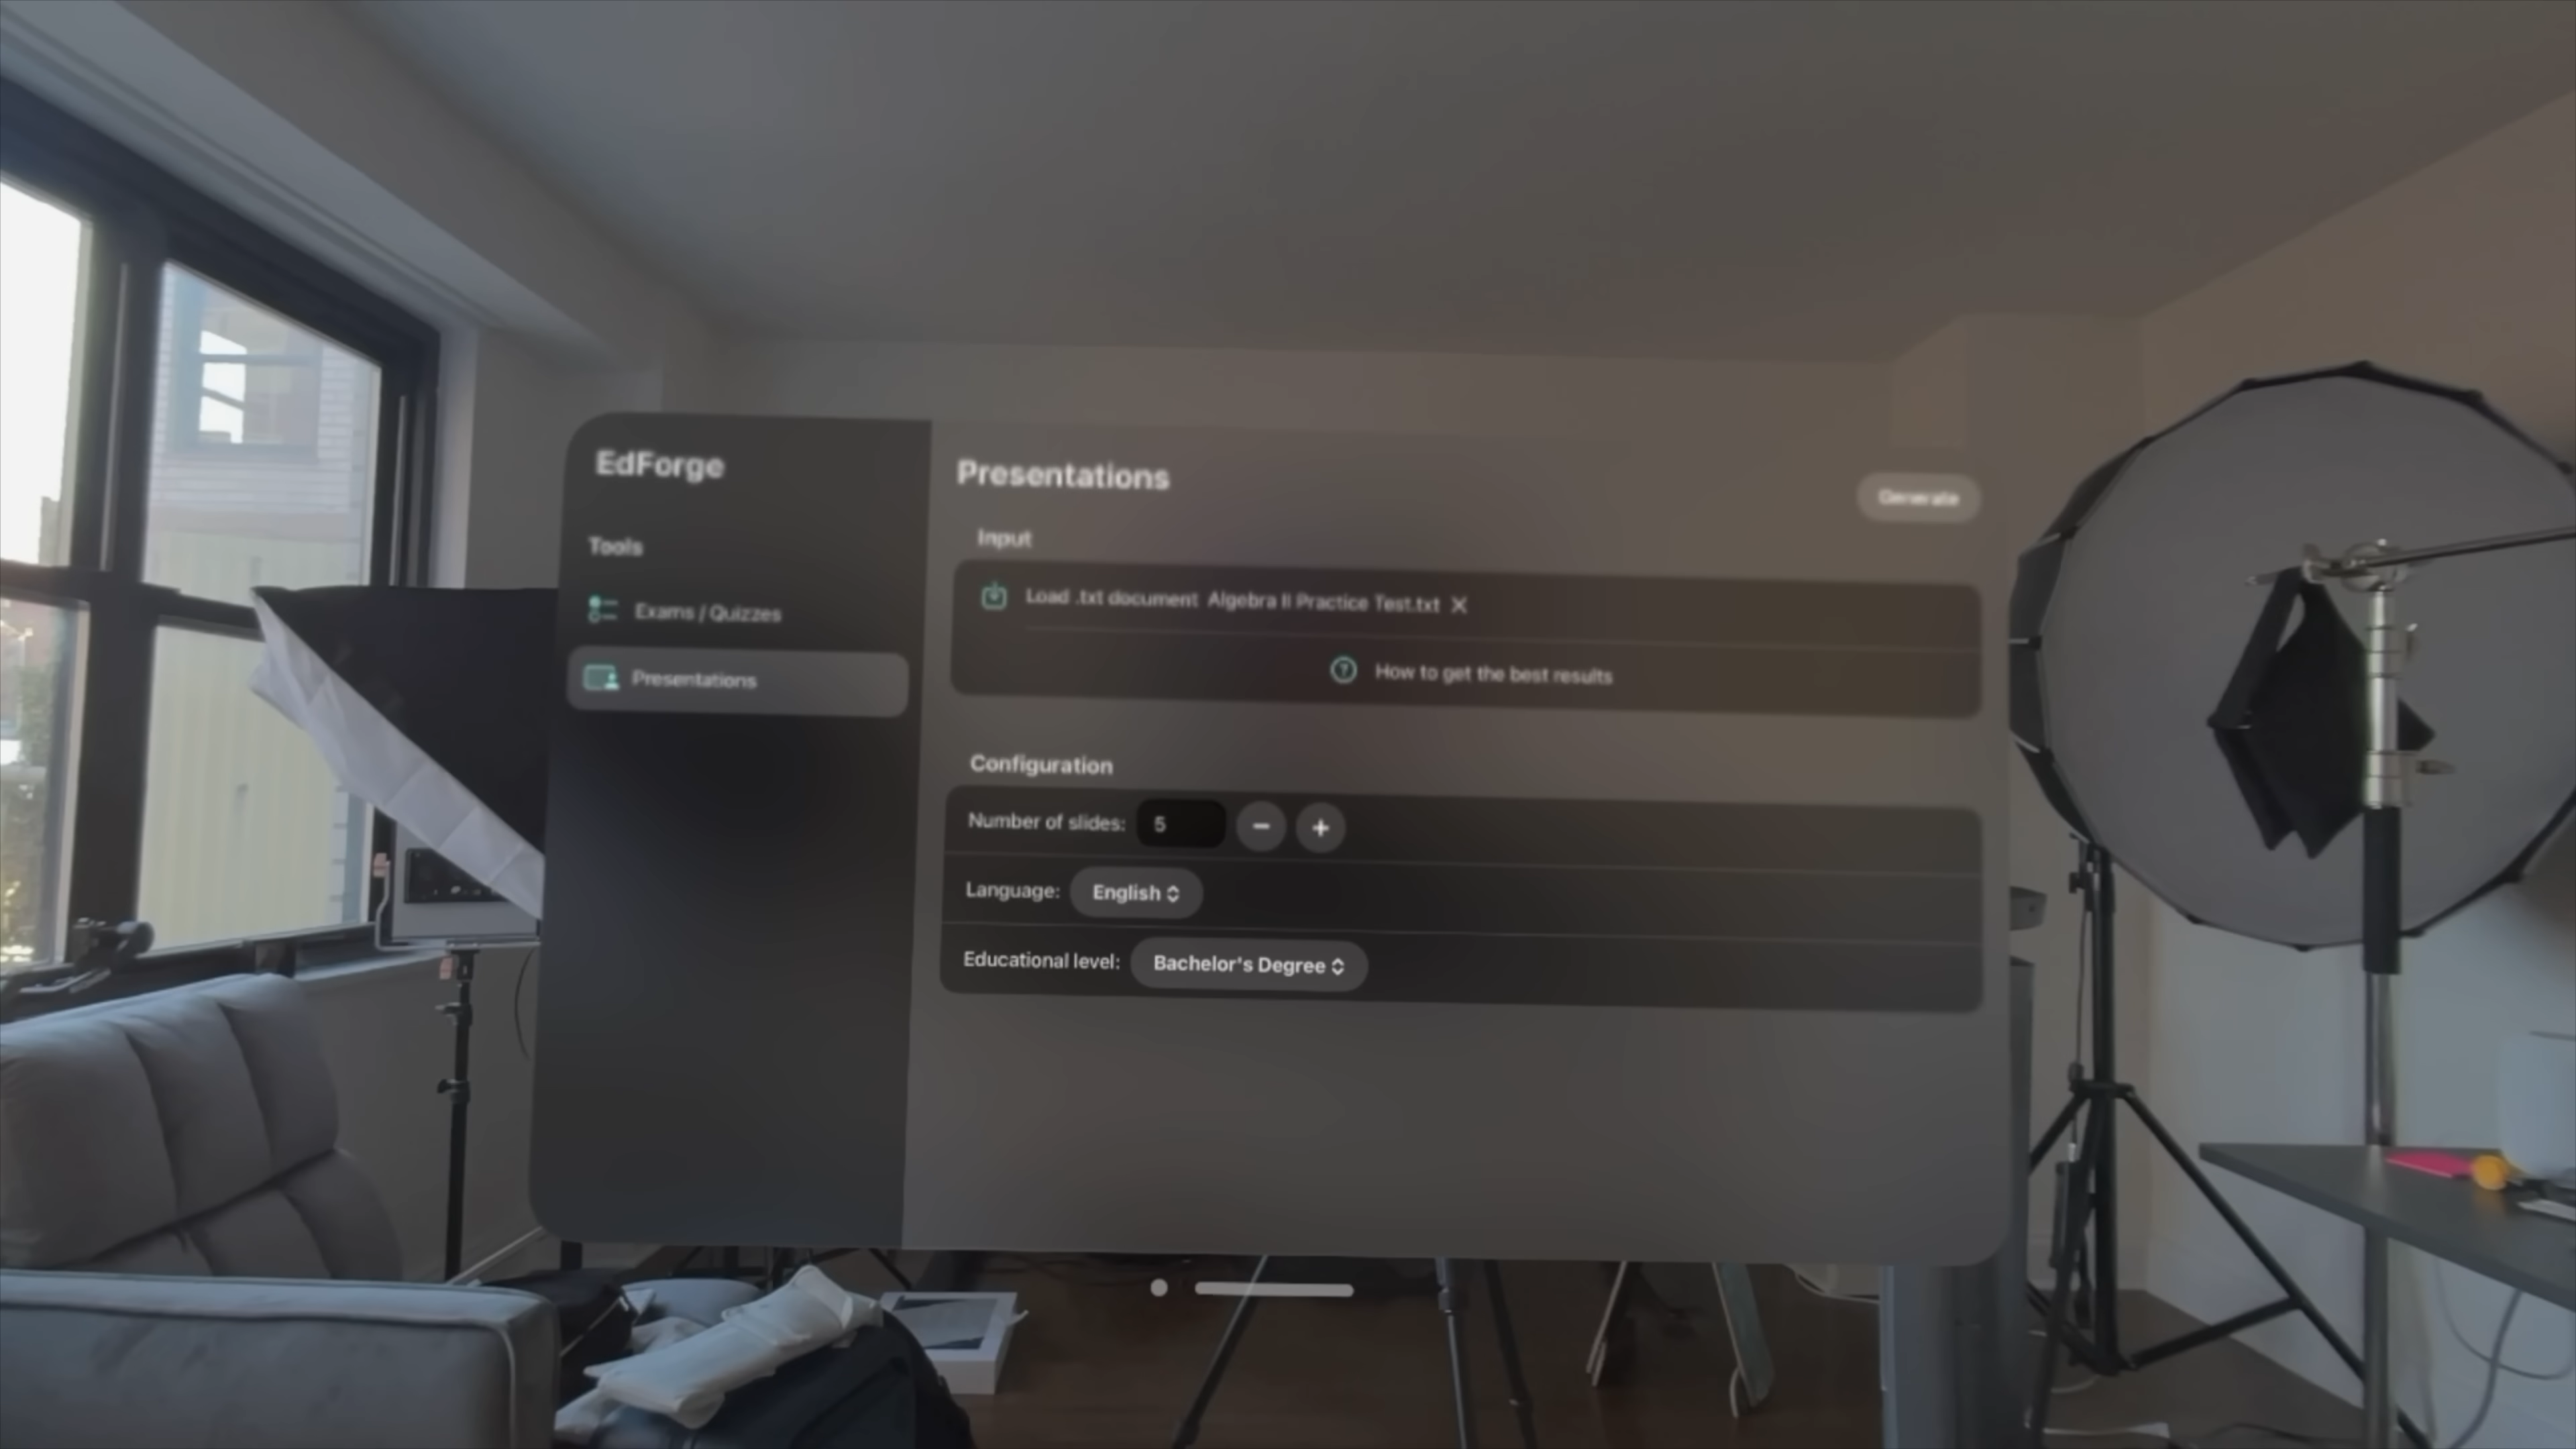 EdForge
Tools
Exams / Quizzes
Presentations
Presentations
Generate
Input
Load .txt document Algebra II Practice Test.txt
How to get the best results
Configuration
Number of slides: 5
Language: English
Educational level: Bachelor's Degree